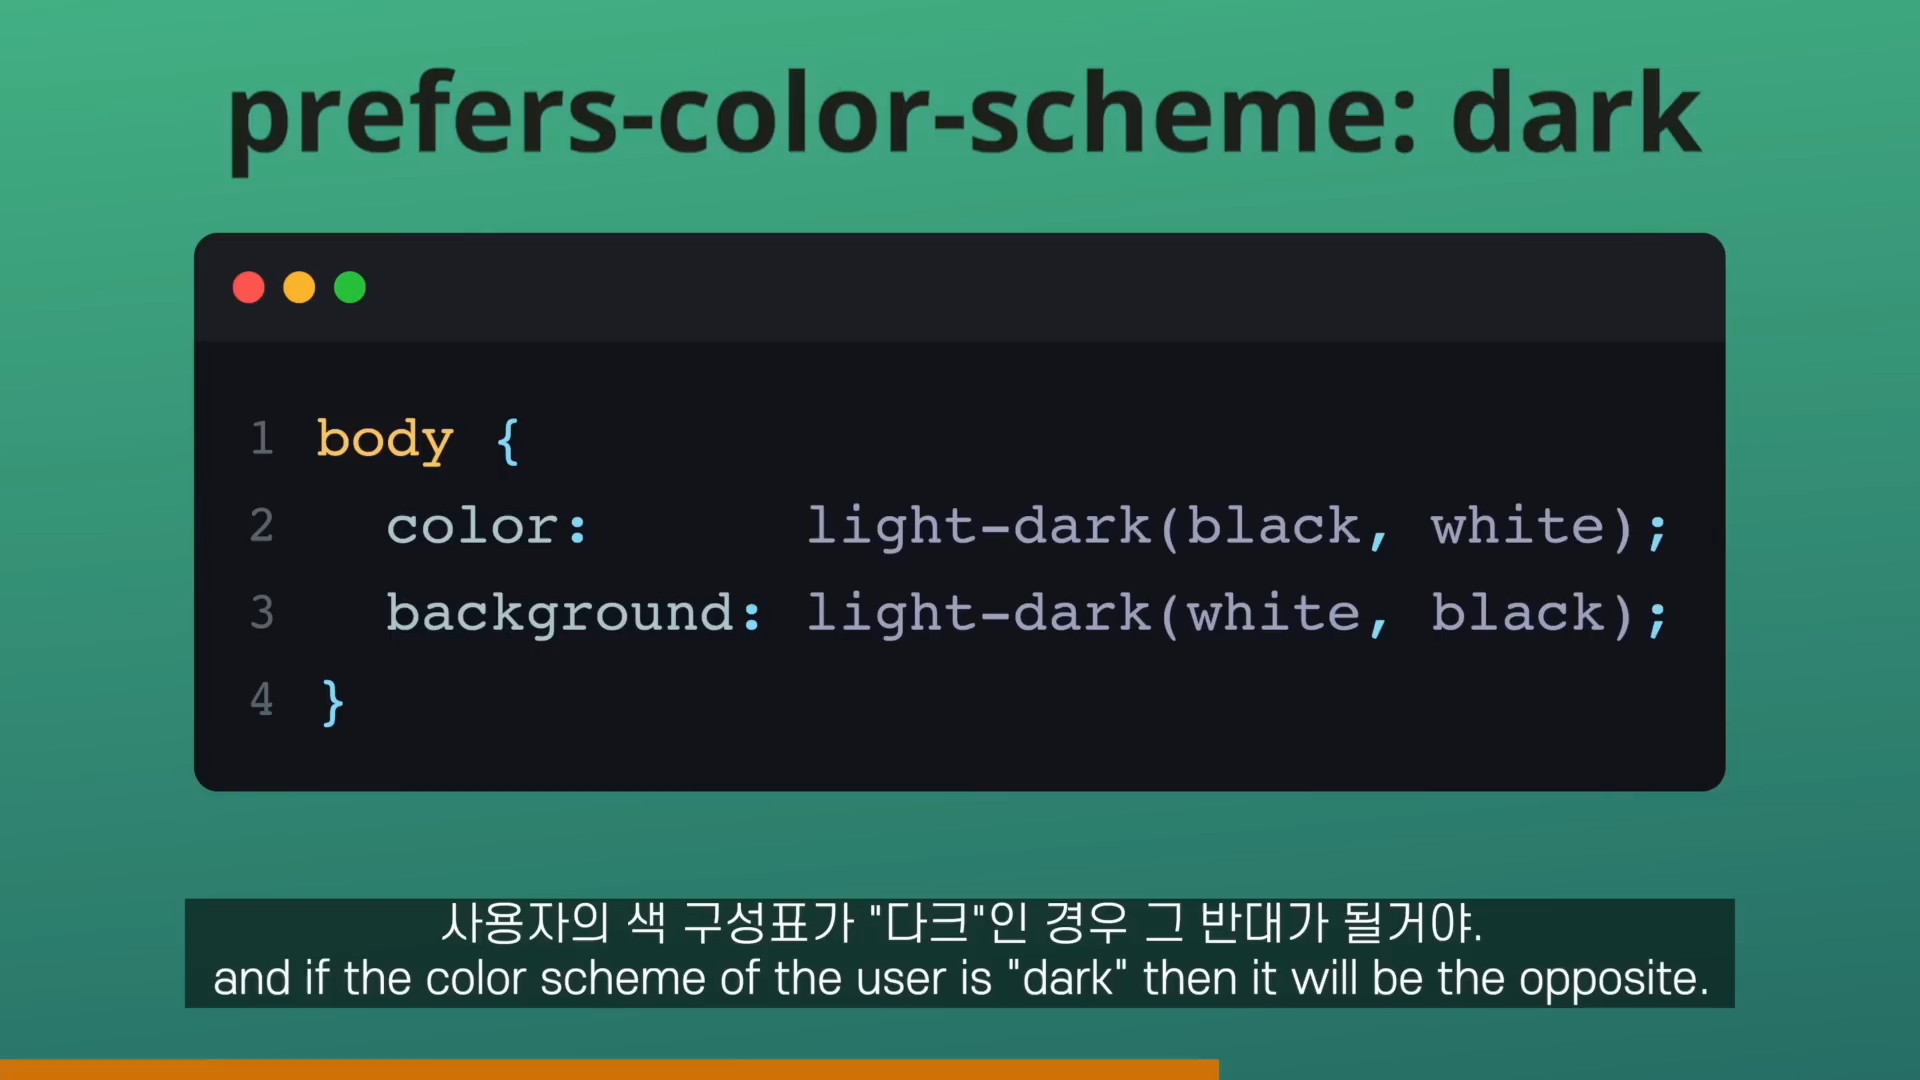 prefers-color-scheme: dark
1 body {
2   color:      light-dark(black, white);
3   background: light-dark(white, black);
4 }
사용자의 색 구성표가 "다크"인 경우 그 반대가 될거야.
and if the color scheme of the user is "dark" then it will be the opposite.